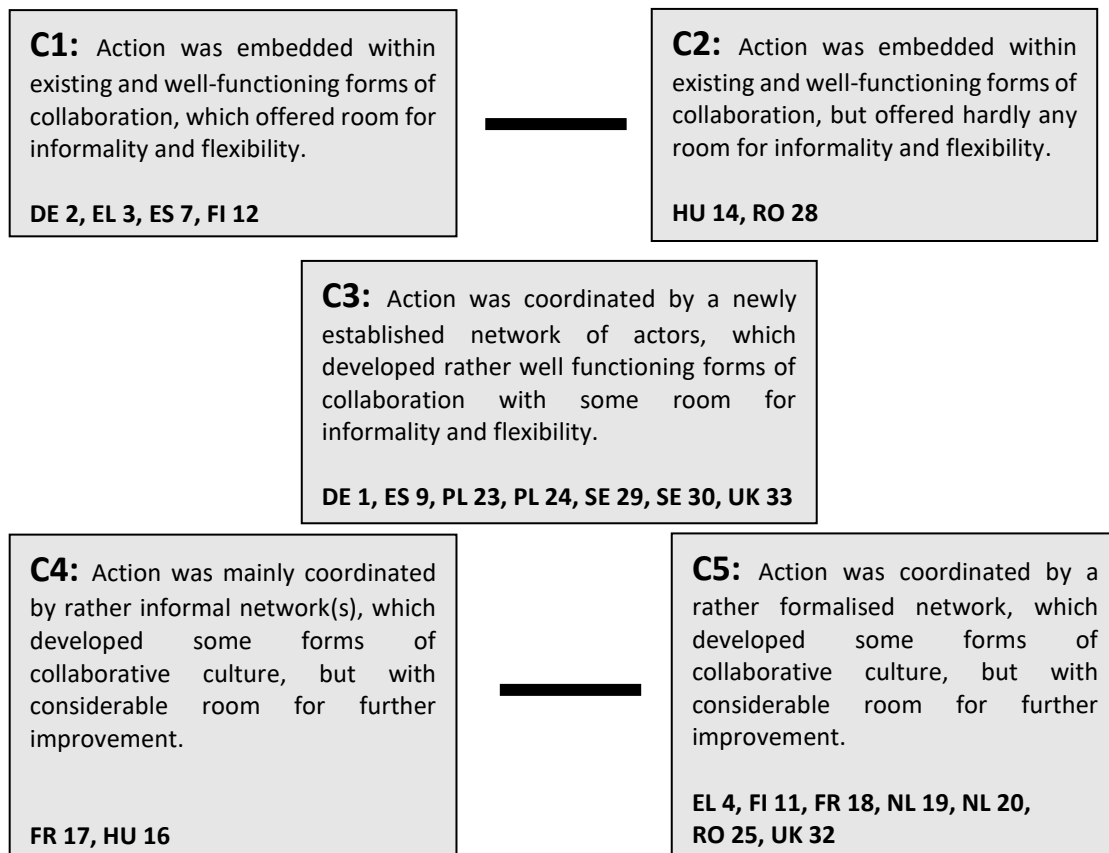 C1: Action was embedded within
existing and well-functioning forms of
collaboration, which offered room for
informality and flexibility.
DE 2, EL 3, ES 7, FI 12
C2: Action was embedded within
existing and well-functioning forms of
collaboration, but offered hardly any
room for informality and flexibility.
HU 14, RO 28
C3: Action was coordinated by a newly
established network of actors, which
developed rather well functioning forms of
collaboration with some room for
informality and flexibility.
DE 1, ES 9, PL 23, PL 24, SE 29, SE 30, UK 33
C4: Action was mainly coordinated
by rather informal network(s), which
developed some forms of
collaborative culture, but with
considerable room for further
improvement.
FR 17, HU 16
C5: Action was coordinated by a
rather formalised network, which
developed some forms of
collaborative culture, but with
considerable room for further
improvement.
EL 4, FI 11, FR 18, NL 19, NL 20,
RO 25, UK 32